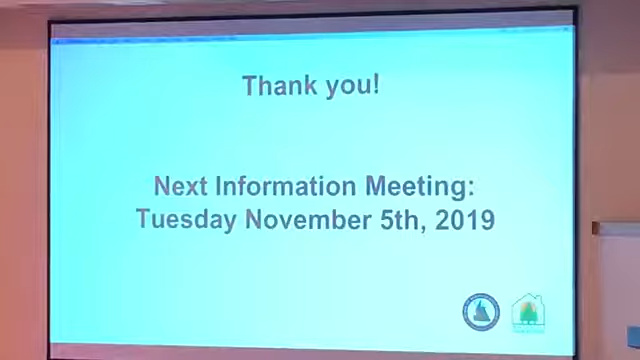 Thank you!
Next Information Meeting:
Tuesday November 5th, 2019